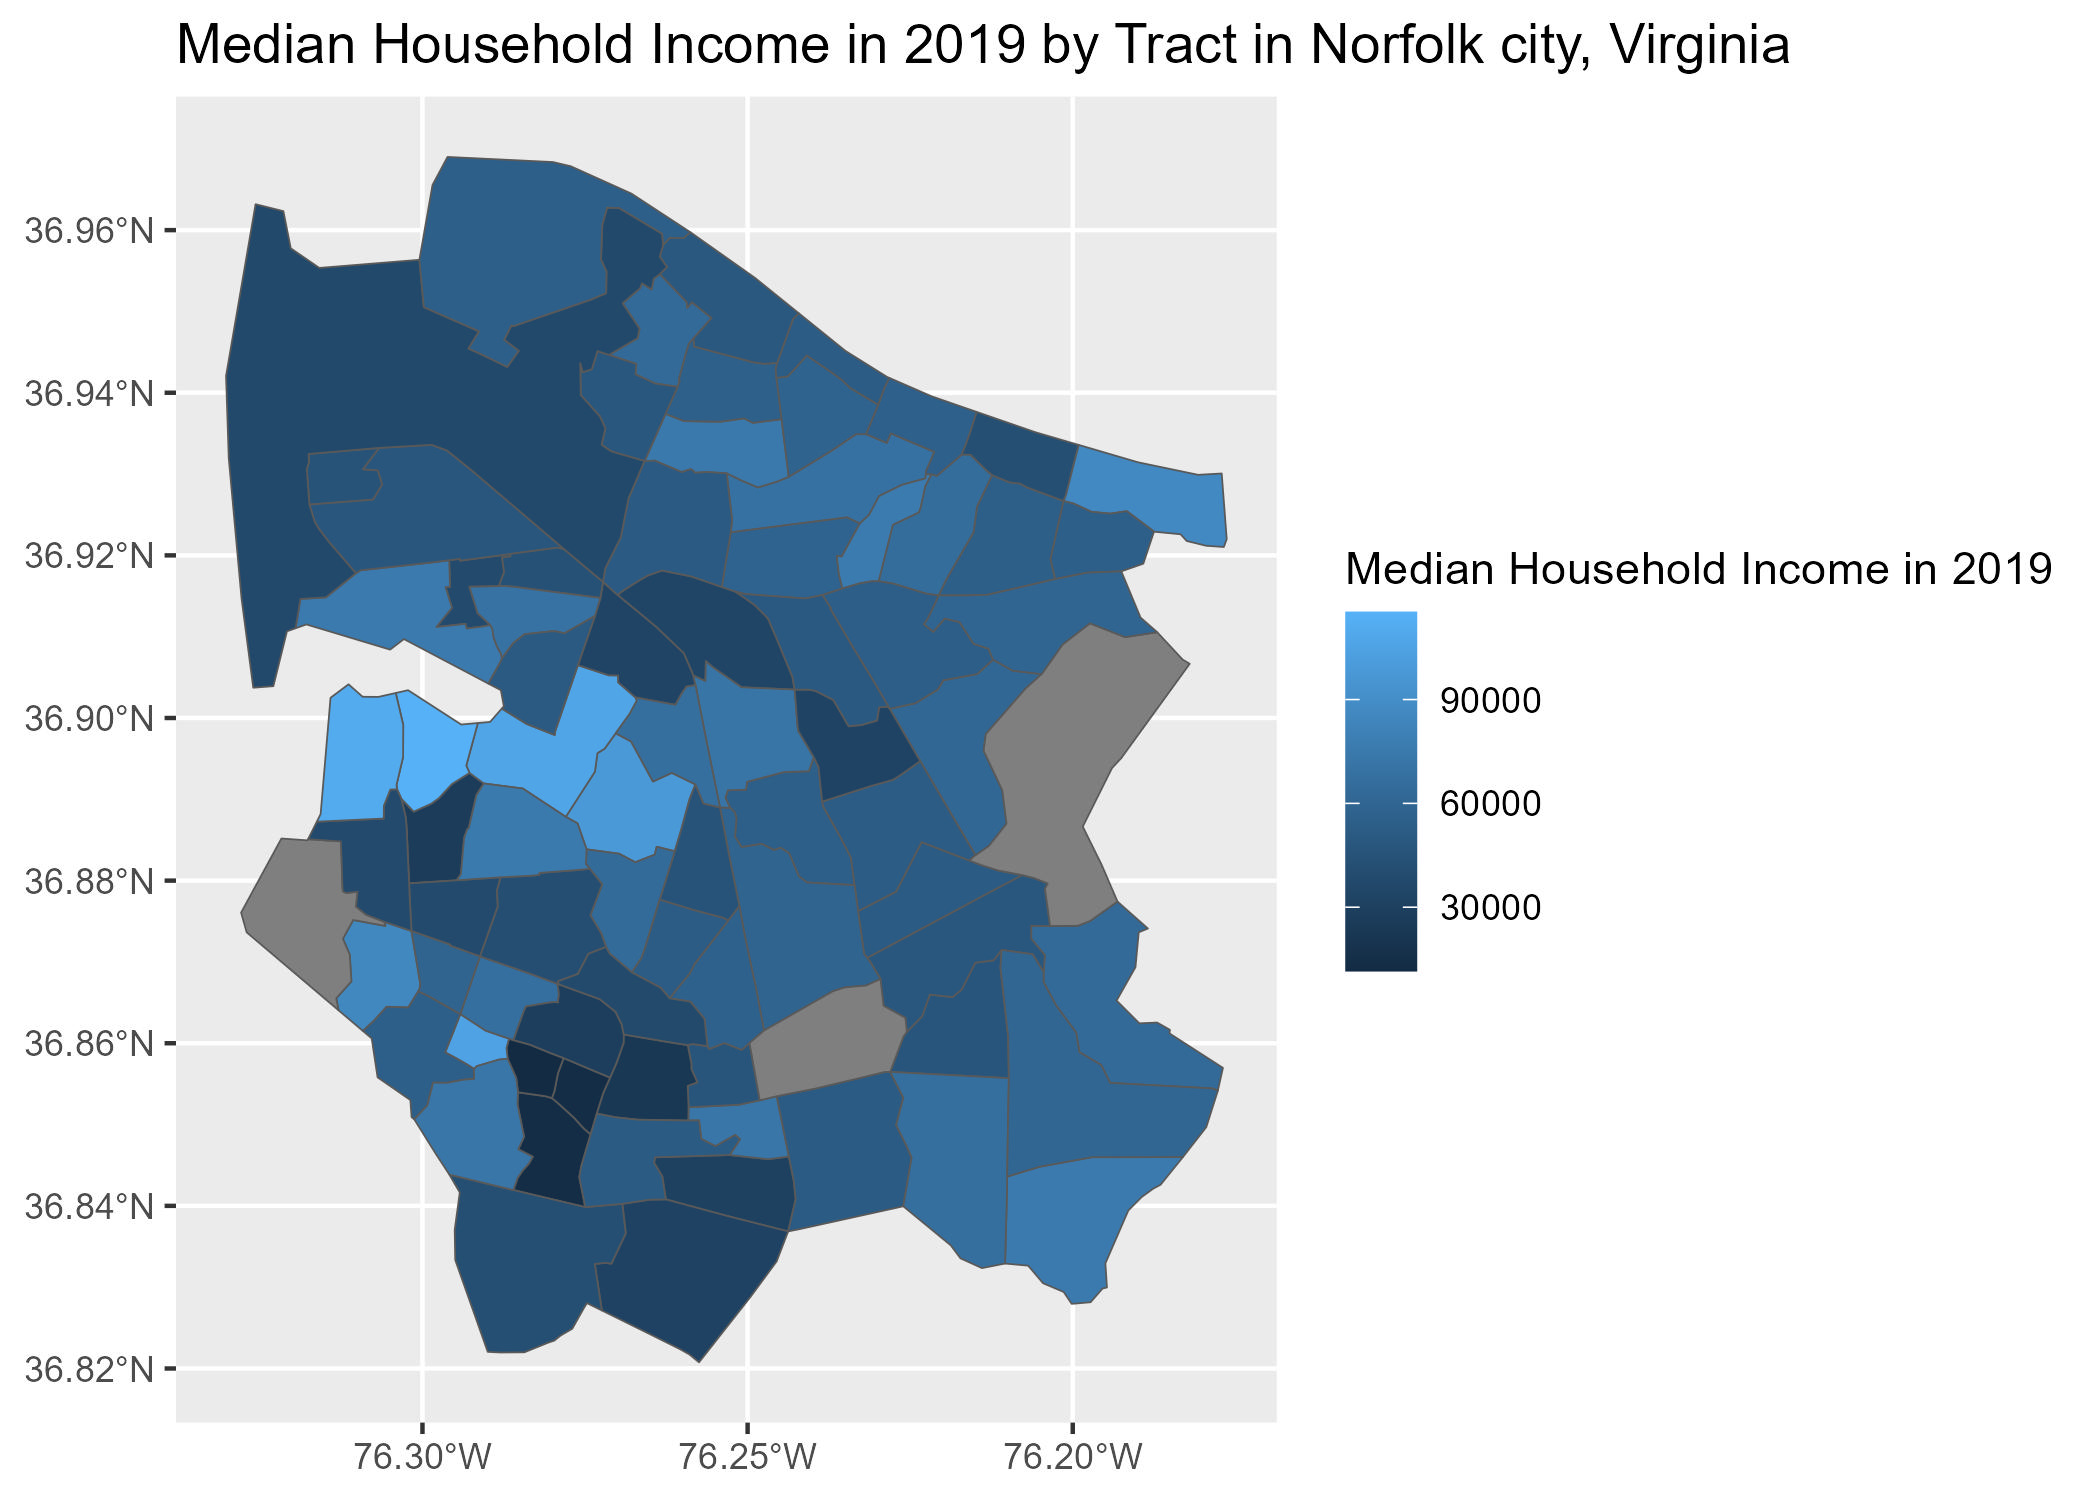 Median Household Income in 2019 by Tract in Norfolk city, Virginia
36.96°N
36.94°N
36.92°N
36.90°N
36.88°N
36.86°N
36.84°N
36.82°N
76.30°W
76.25°W
76.20°W
Median Household Income in 2019
90000
60000
30000